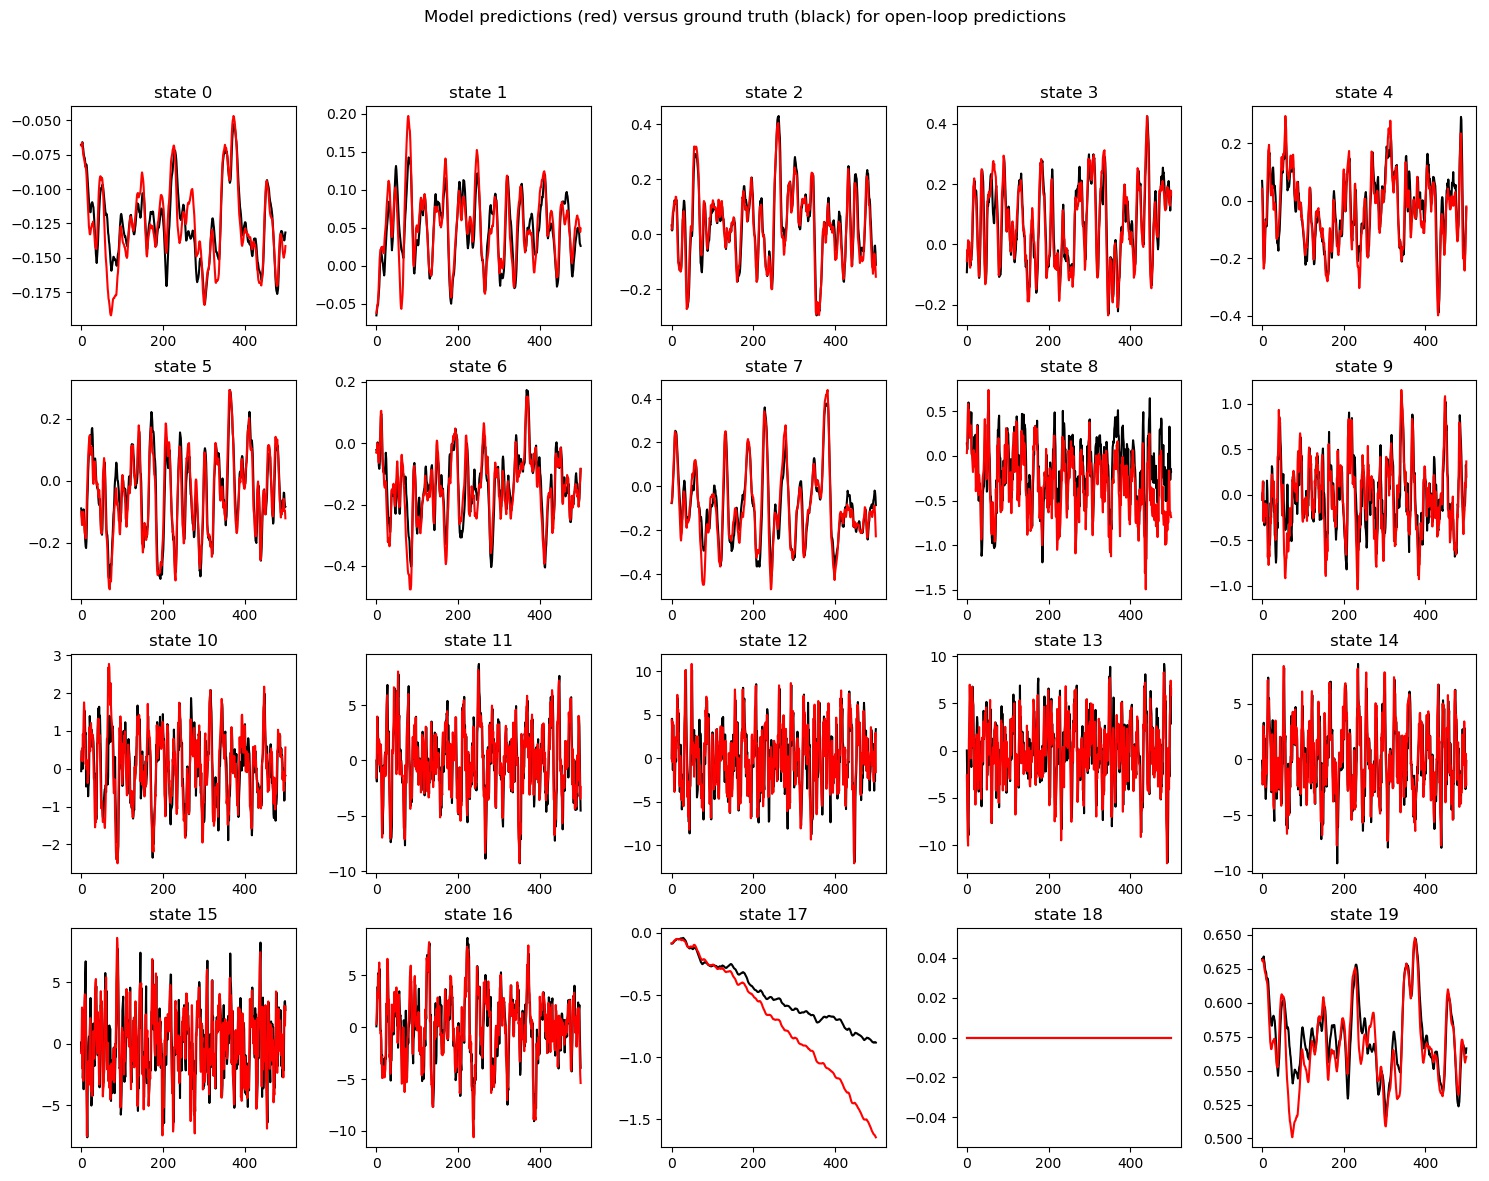 Model predictions (red) versus ground truth (black) for open-loop predictions
state 0 state 1 state 2 state 3 state 4
−0.050 −0.075 −0.100 −0.125 −0.150 −0.175
0 200 400
0.20 0.15 0.10 0.05 0.00 −0.05
0 200 400
0.4 0.2 0.0 −0.2
0 200 400
0.4 0.2 0.0 −0.2
0 200 400
0.2 0.0 −0.2 −0.4
0 200 400
state 5 state 6 state 7 state 8 state 9
0.2 0.0 −0.2
0 200 400
0.2 0.0 −0.2 −0.4
0 200 400
0.4 0.2 0.0 −0.2 −0.4
0 200 400
0.5 0.0 −0.5 −1.0 −1.5
0 200 400
1.0 0.5 0.0 −0.5 −1.0
0 200 400
state 10 state 11 state 12 state 13 state 14
3 2 1 0 −1 −2
0 200 400
5 0 −5 −10
0 200 400
10 5 0 −5 −10
0 200 400
10 5 0 −5 −10
0 200 400
5 0 −5 −10
0 200 400
state 15 state 16 state 17 state 18 state 19
5 0 −5
0 200 400
5 0 −5 −10
0 200 400
0.0 −0.5 −1.0 −1.5
0 200 400
0.04 0.02 0.00 −0.02 −0.04
0 200 400
0.650 0.625 0.600 0.575 0.550 0.525 0.500
0 200 400